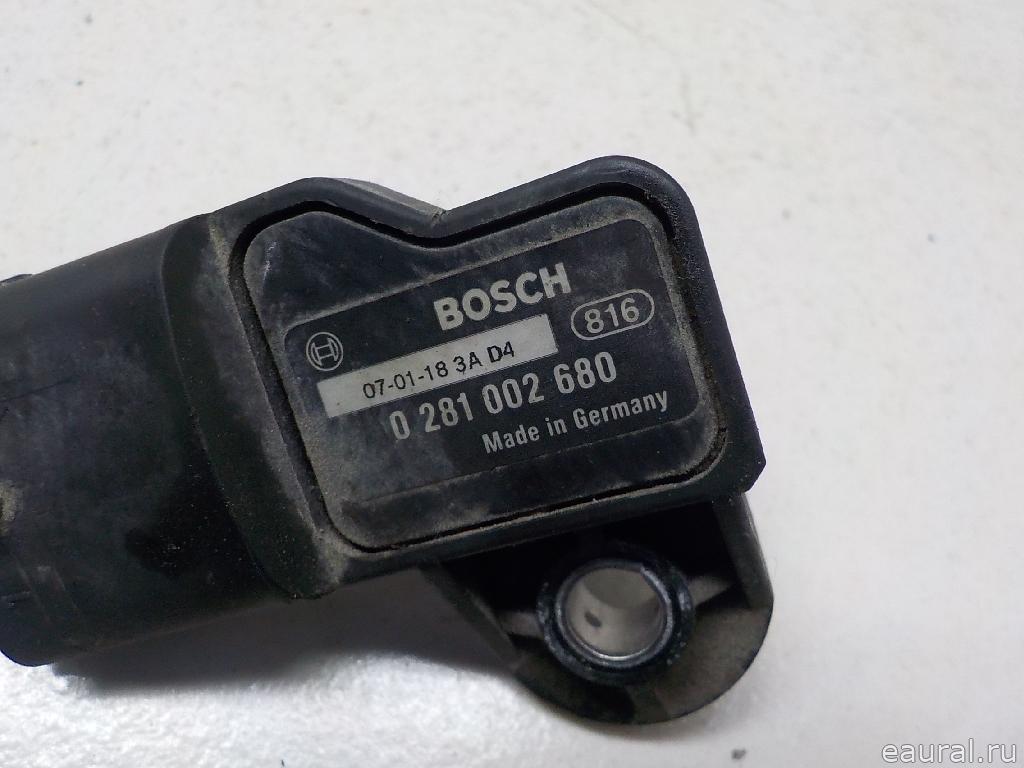 BOSCH
816
07-01-18 3A D4
0 281 002 680
Made in Germany
eaural.ru